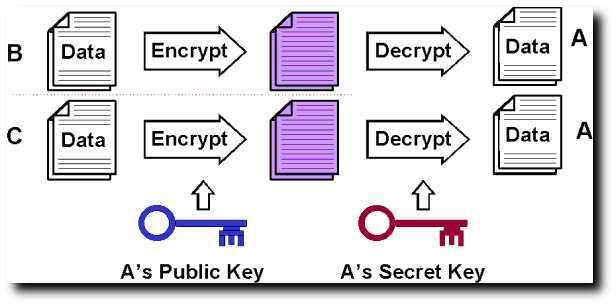 B Data Encrypt Decrypt Data A
C Data Encrypt Decrypt Data A
A's Public Key A's Secret Key